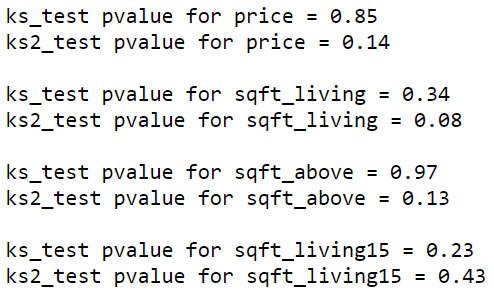 ks_test pvalue for price = 0.85
ks2_test pvalue for price = 0.14
ks_test pvalue for sqft_living = 0.34
ks2_test pvalue for sqft_living = 0.08
ks_test pvalue for sqft_above = 0.97
ks2_test pvalue for sqft_above = 0.13
ks_test pvalue for sqft_living15 = 0.23
ks2_test pvalue for sqft_living15 = 0.43